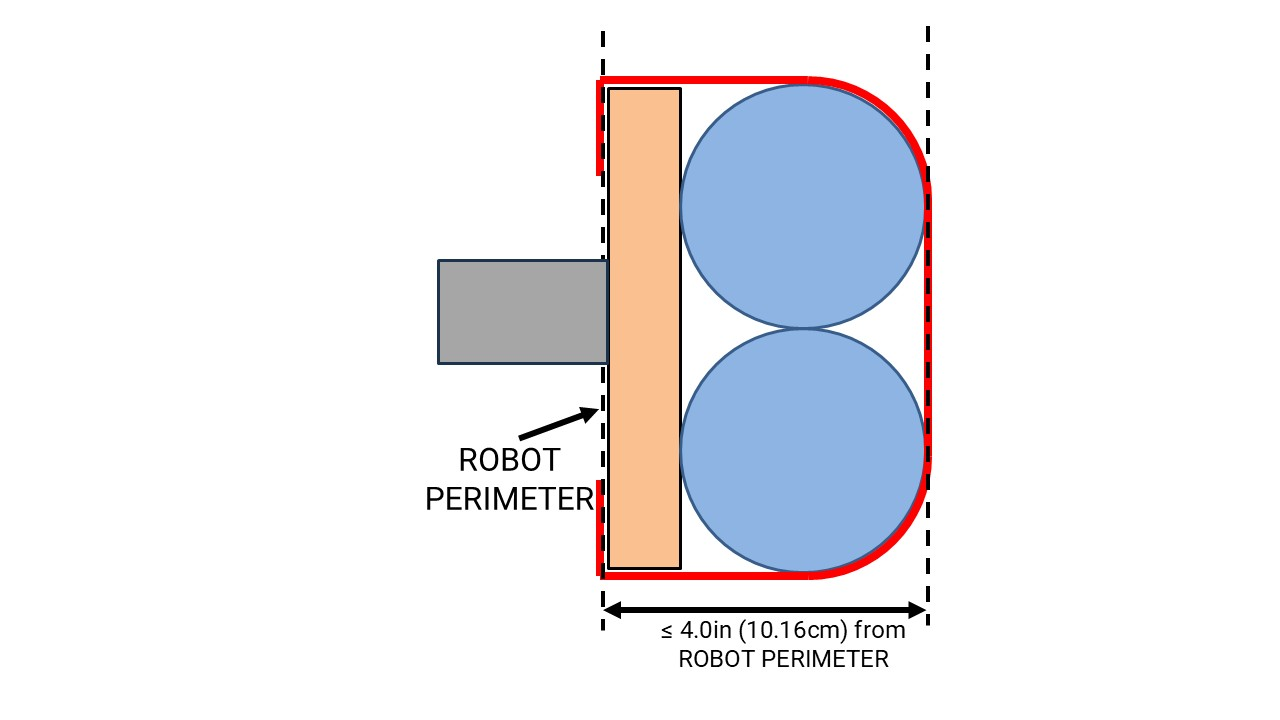 ROBOT
PERIMETER
≤ 4.0in (10.16cm) from
ROBOT PERIMETER